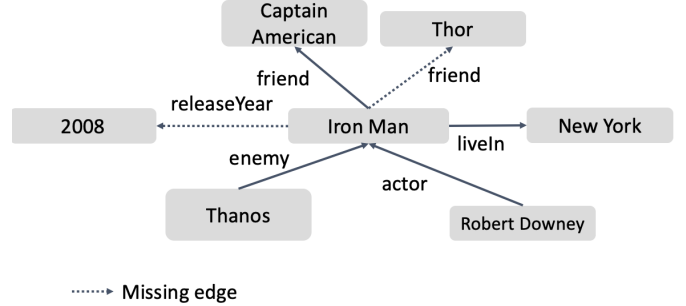 Captain
American
Thor
friend
friend
releaseYear
2008
Iron Man
New York
liveIn
enemy
actor
Thanos
Robert Downey
Missing edge